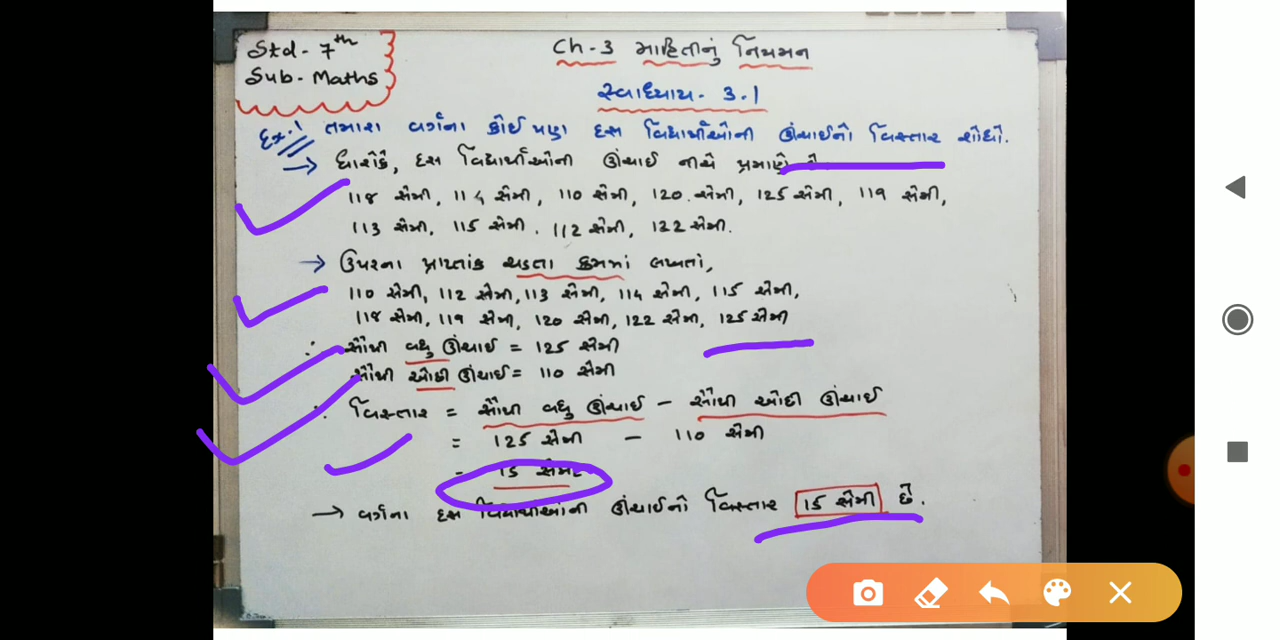 Std - 7th
Sub - Maths
Ch-3 માહિતીનું નિયમન
સ્વાધ્યાય - 3.1
Ex.1 તમારા વર્ગના કોઈ પણ દસ વિદ્યાર્થીઓની ઊંચાઈનો વિસ્તાર શોધો.
→ ધારોકે, દસ વિદ્યાર્થીઓની ઊંચાઈ નીચે પ્રમાણે છે
118 સેમી, 114 સેમી, 110 સેમી, 120 સેમી, 125 સેમી, 119 સેમી,
113 સેમી, 115 સેમી. 112 સેમી, 122 સેમી.
→ ઉપરના પ્રાપ્તાંક ચડતા ક્રમમાં લખતાં,
110 સેમી, 112 સેમી, 113 સેમી, 114 સેમી, 115 સેમી,
118 સેમી, 119 સેમી, 120 સેમી, 122 સેમી, 125 સેમી
∴ સૌથી વધુ ઊંચાઈ = 125 સેમી
સૌથી ઓછી ઊંચાઈ = 110 સેમી
∴ વિસ્તાર = સૌથી વધુ ઊંચાઈ - સૌથી ઓછી ઊંચાઈ
= 125 સેમી - 110 સેમી
= 15 સેમી
→ વર્ગના દસ વિદ્યાર્થીઓની ઊંચાઈનો વિસ્તાર 15 સેમી છે.